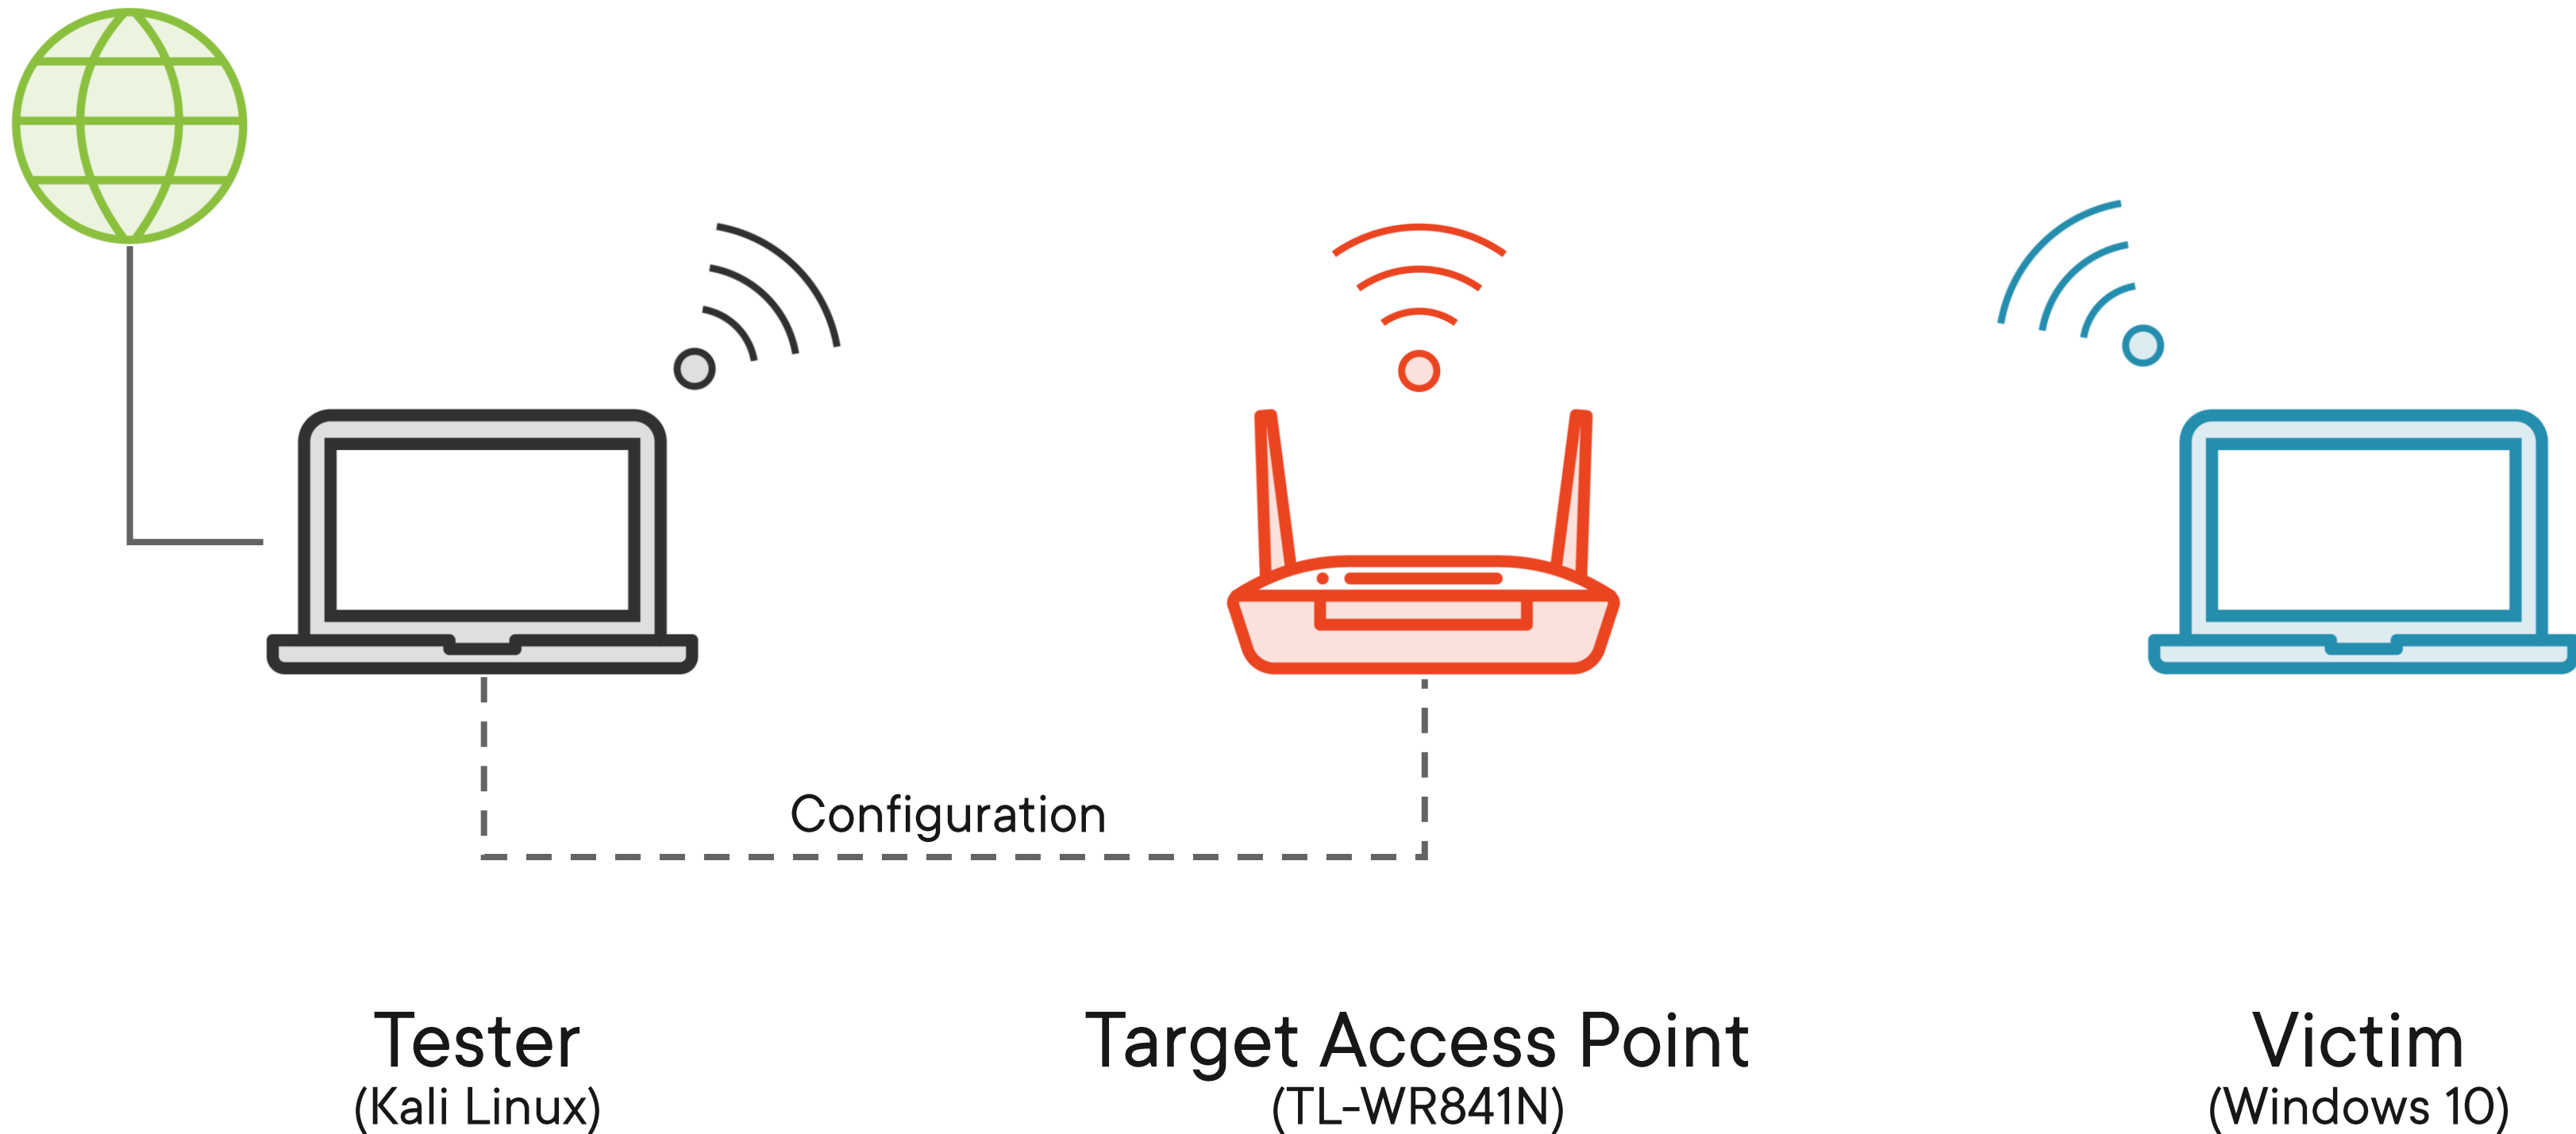 Configuration
Tester
(Kali Linux)
Target Access Point
(TL-WR841N)
Victim
(Windows 10)